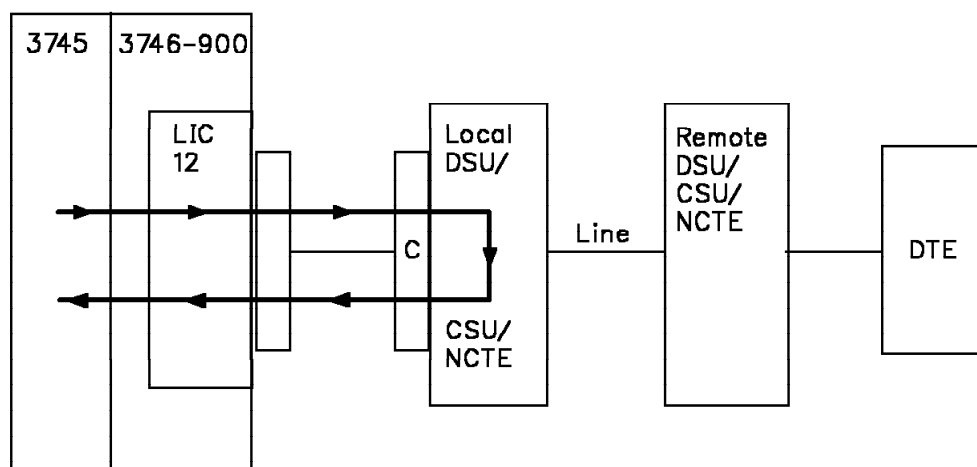 3745
3746-900
LIC
12
Local
DSU/
CSU/
NCTE
C
Line
Remote
DSU/
CSU/
NCTE
DTE